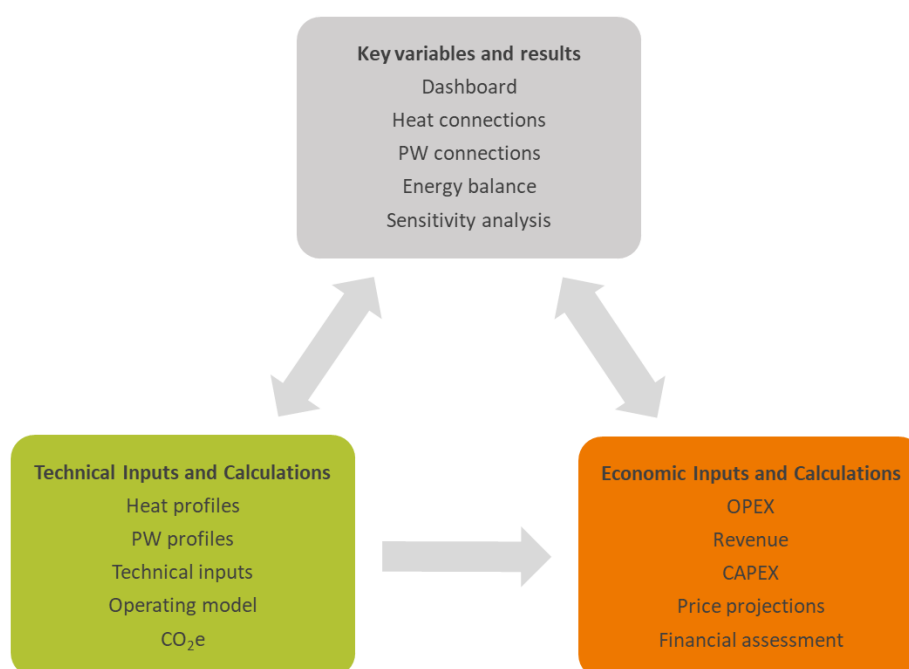 Key variables and results
Dashboard
Heat connections
PW connections
Energy balance
Sensitivity analysis
Technical Inputs and Calculations
Heat profiles
PW profiles
Technical inputs
Operating model
CO₂e
Economic Inputs and Calculations
OPEX
Revenue
CAPEX
Price projections
Financial assessment